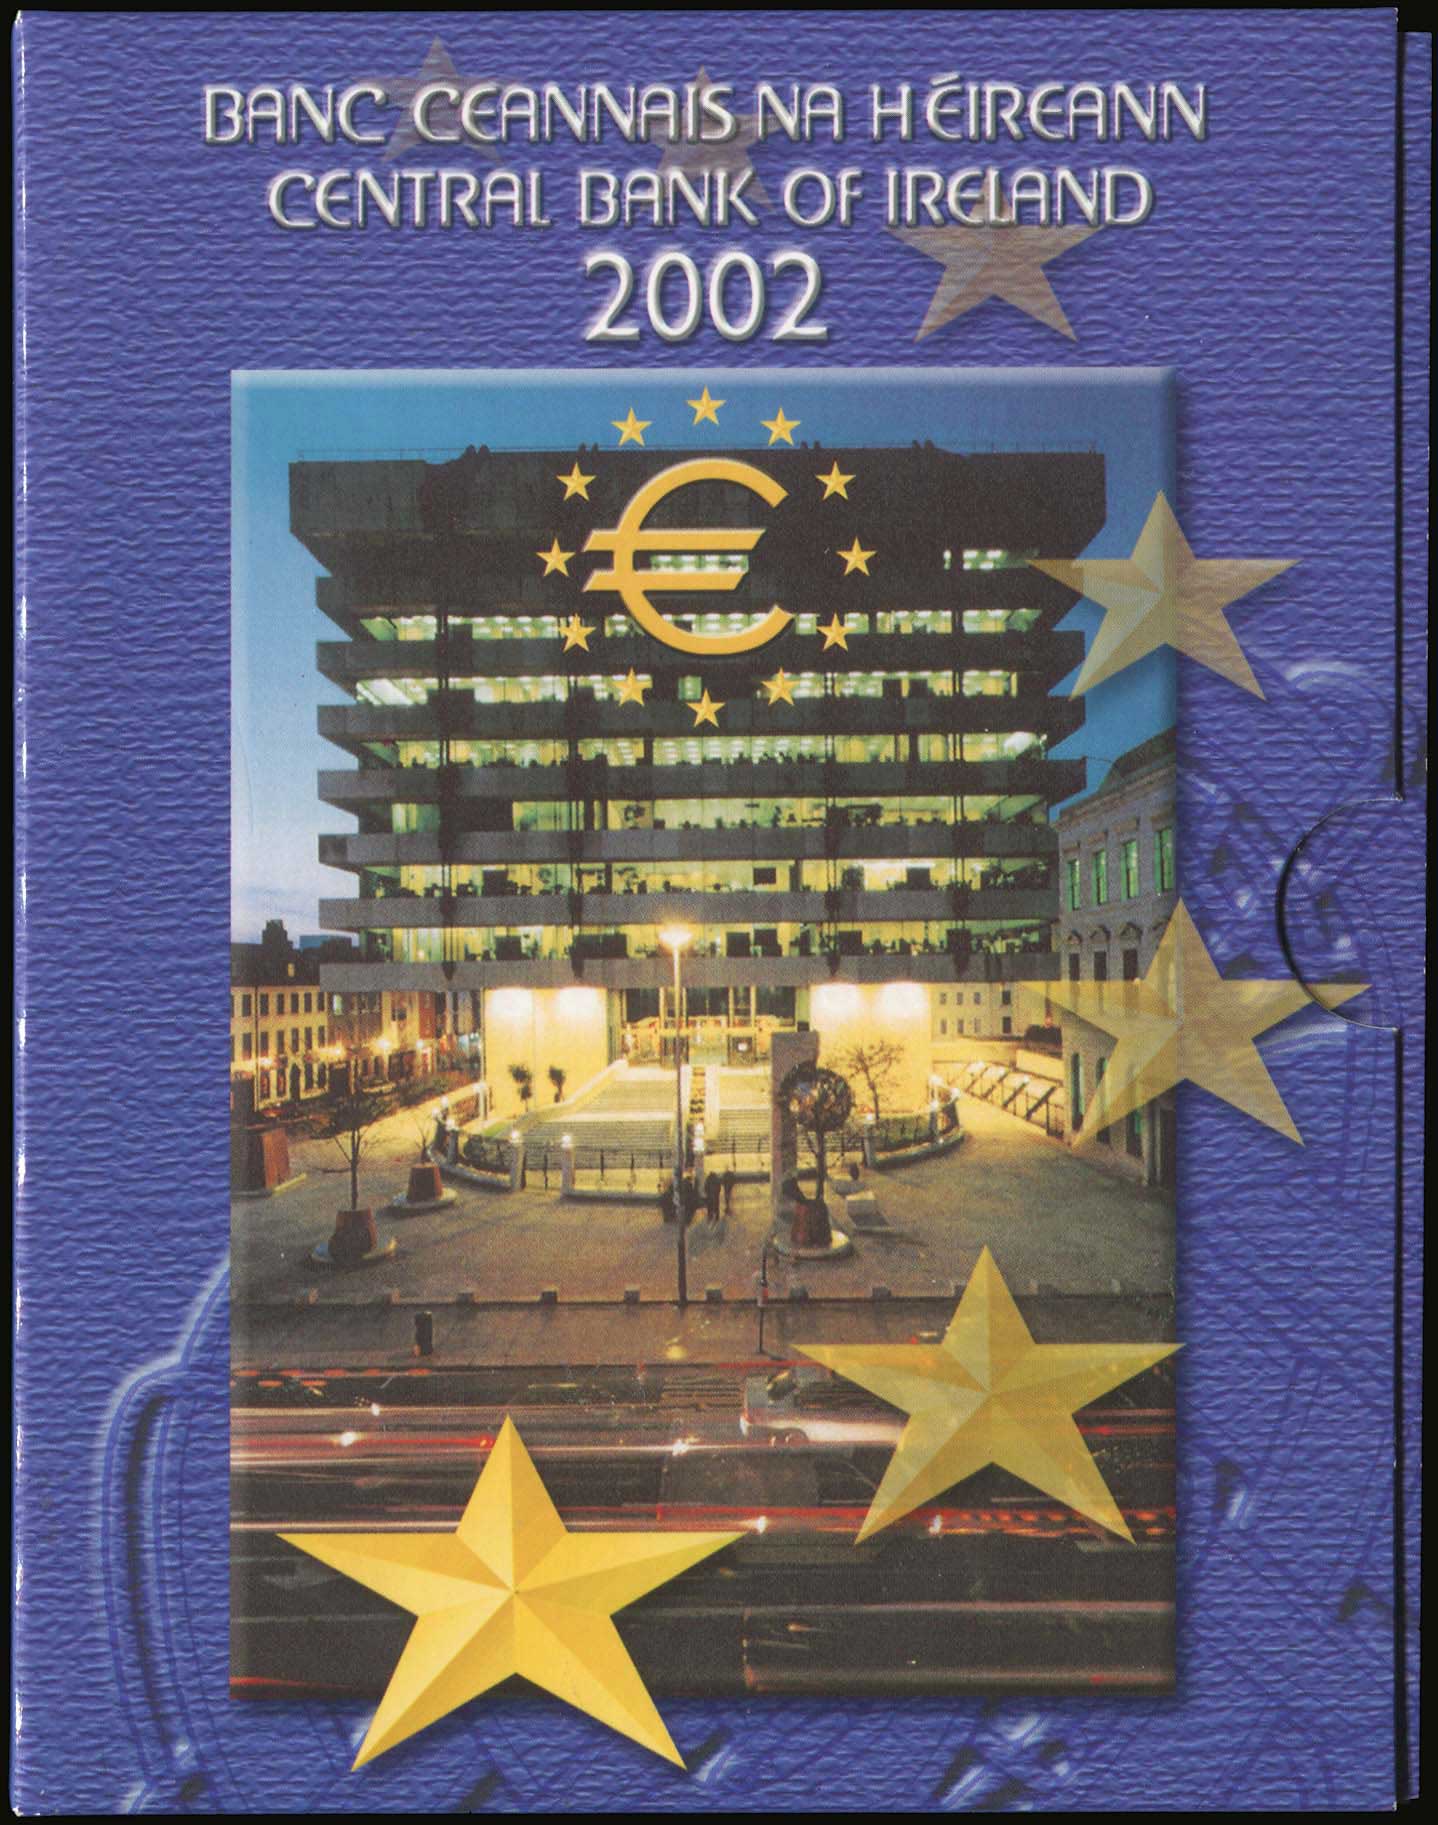 BANC CEANNAIS NA HÉIREANN
CENTRAL BANK OF IRELAND
2002
€